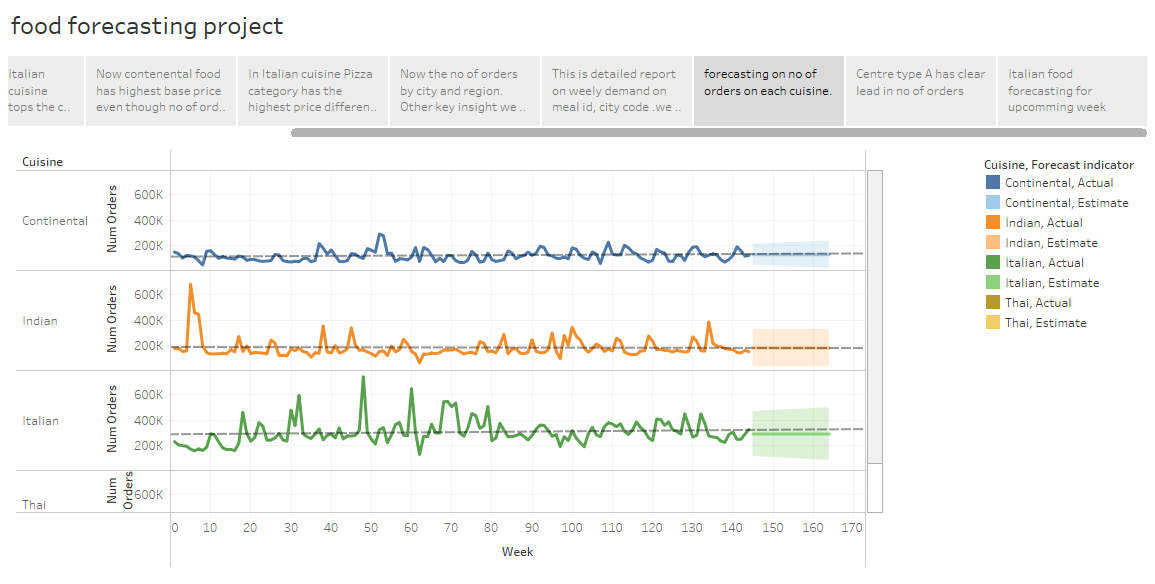 food forecasting project
Italian
cuisine
tops the c..
Now contenental food
has highest base price
even though no of ord..
In Italian cuisine Pizza
category has the
highest price differen..
Now the no of orders
by city and region.
Other key insight we ..
This is detailed report
on weely demand on
meal id, city code .we ..
forecasting on no of
orders on each cuisine.
Centre type A has clear
lead in no of orders
Italian food
forecasting for
upcomming week
Cuisine
Continental
Num Orders
600K
400K
200K
Indian
Num Orders
600K
400K
200K
Italian
Num Orders
600K
400K
200K
Thai
Num
Orders
600K
0 10 20 30 40 50 60 70 80 90 100 110 120 130 140 150 160 170
Week
Cuisine, Forecast indicator
Continental, Actual
Continental, Estimate
Indian, Actual
Indian, Estimate
Italian, Actual
Italian, Estimate
Thai, Actual
Thai, Estimate